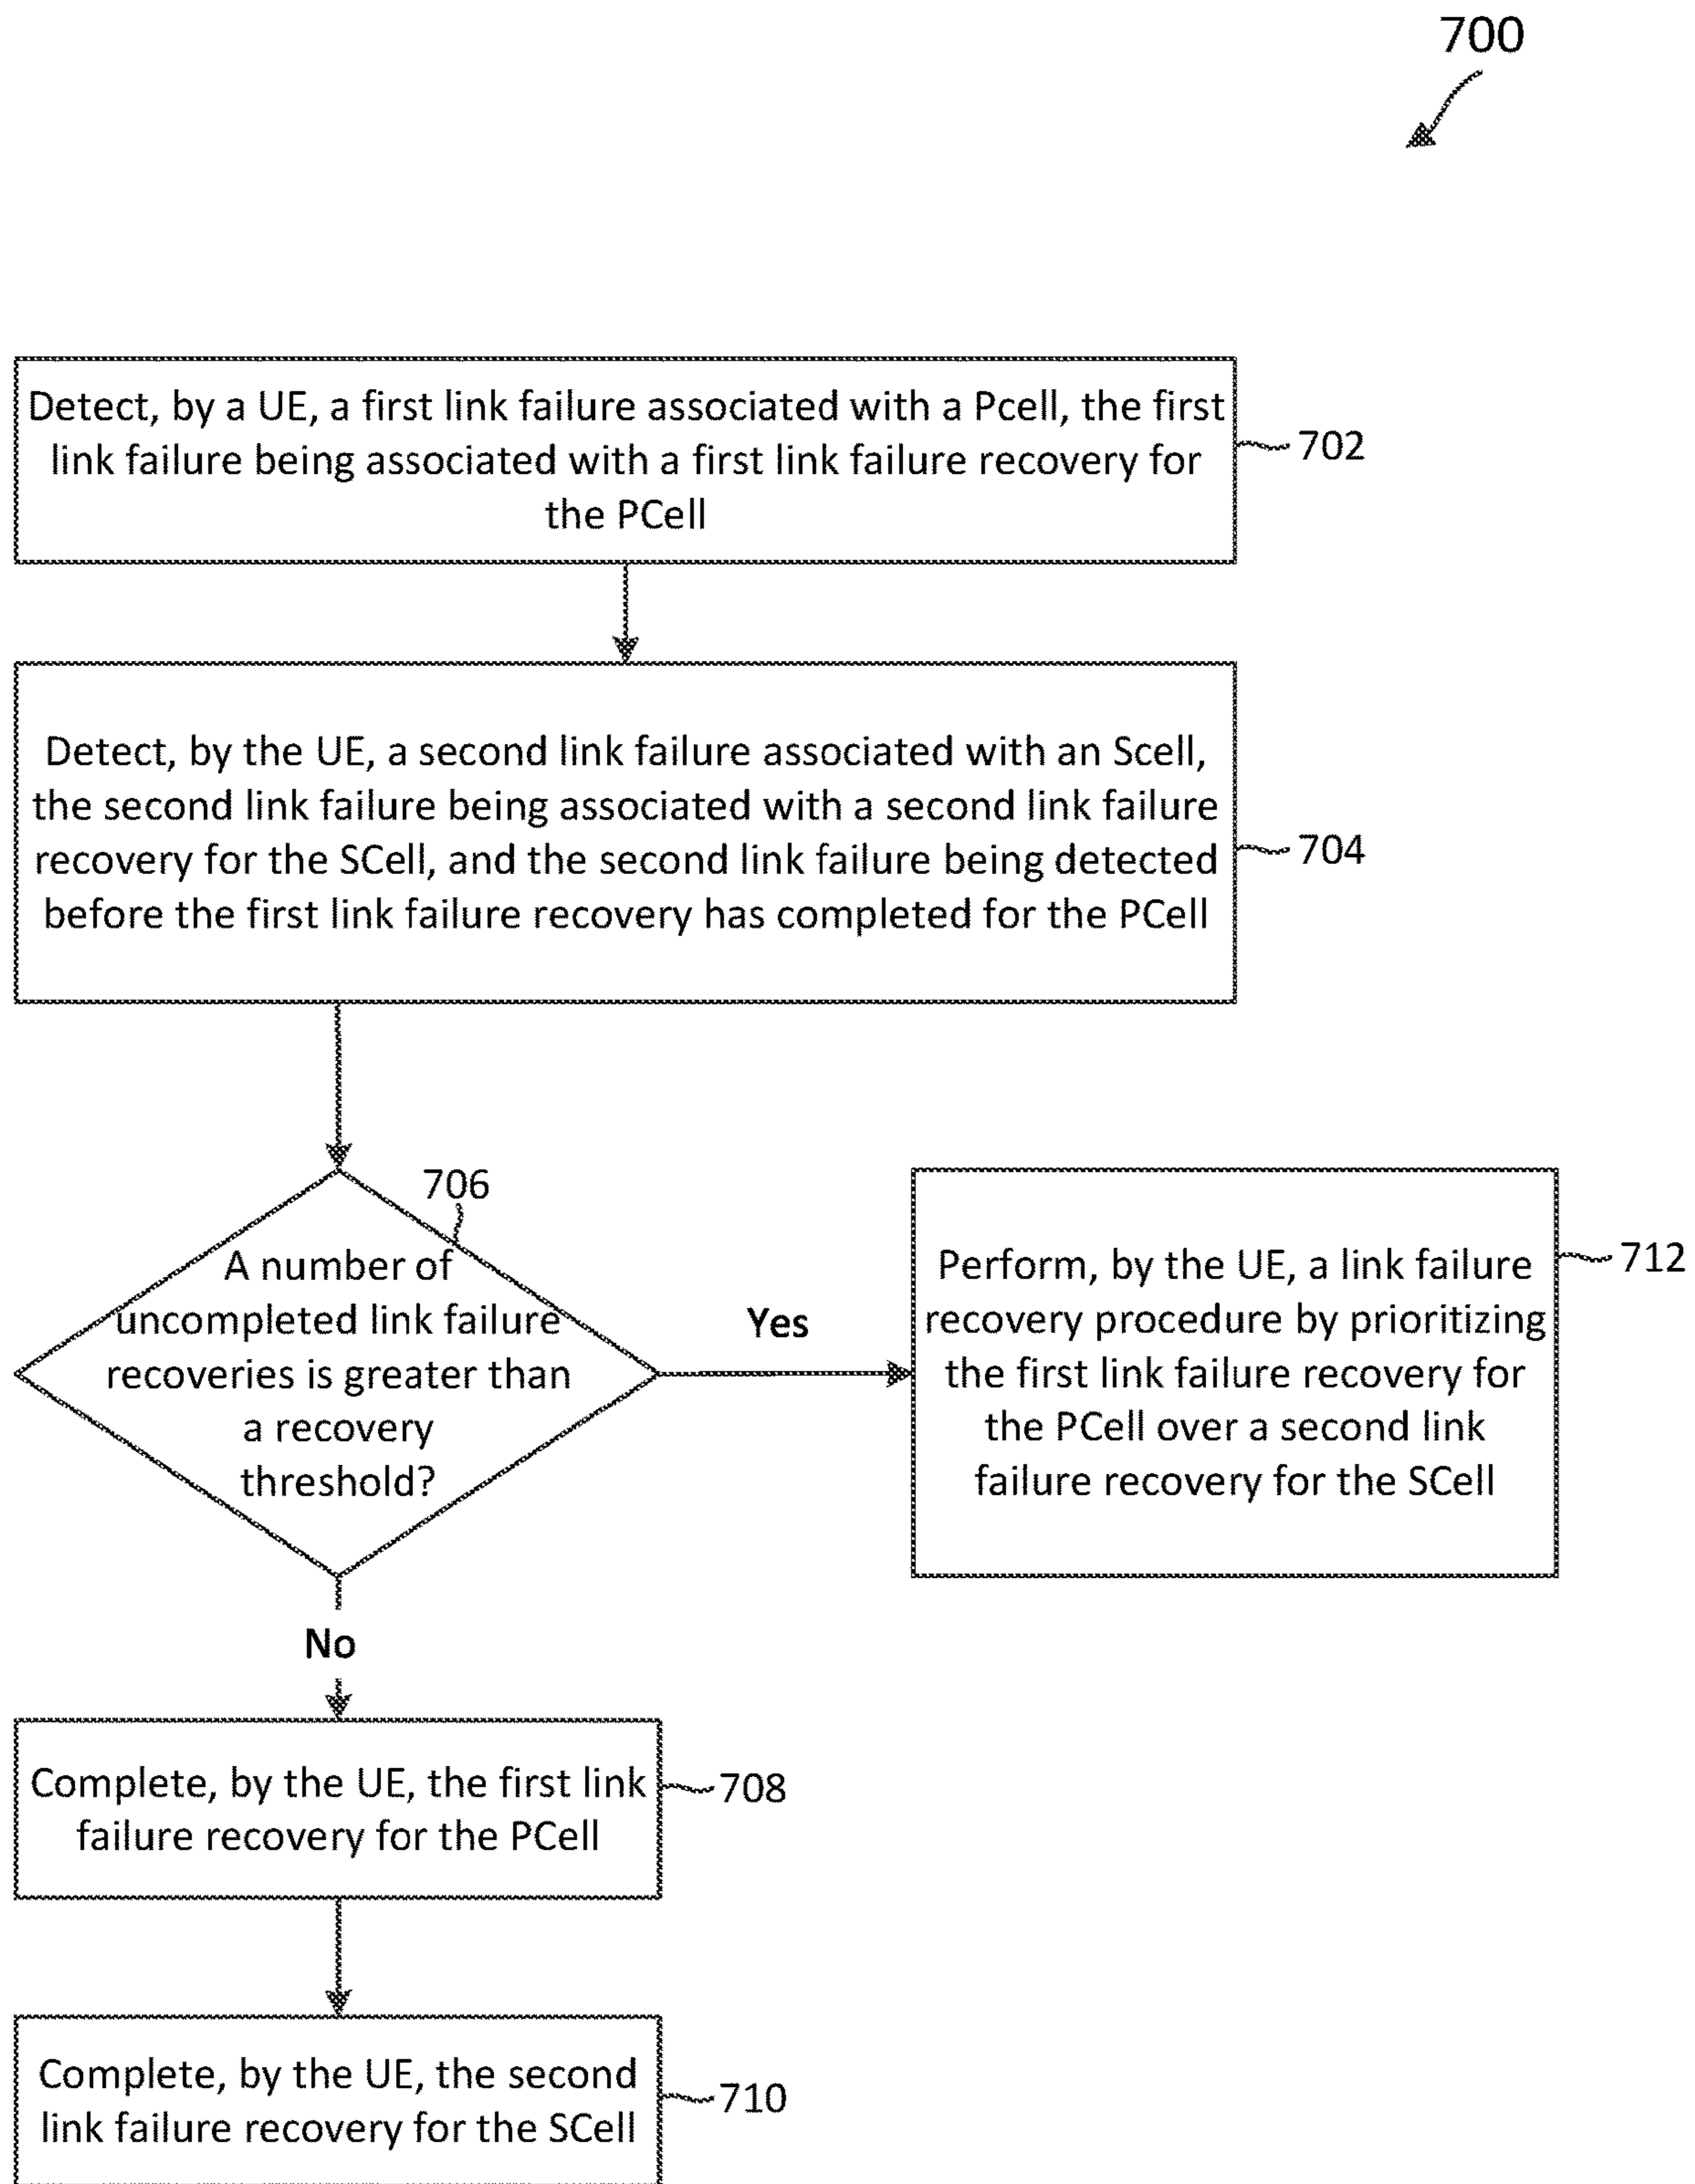 700
Detect, by a UE, a first link failure associated with a Pcell, the first
link failure being associated with a first link failure recovery for
the PCell
702
Detect, by the UE, a second link failure associated with an Scell,
the second link failure being associated with a second link failure
recovery for the SCell, and the second link failure being detected
before the first link failure recovery has completed for the PCell
704
706
A number of
uncompleted link failure
recoveries is greater than
a recovery
threshold?
Yes
Perform, by the UE, a link failure
recovery procedure by prioritizing
the first link failure recovery for
the PCell over a second link
failure recovery for the SCell
712
No
Complete, by the UE, the first link
failure recovery for the PCell
708
Complete, by the UE, the second
link failure recovery for the SCell
710